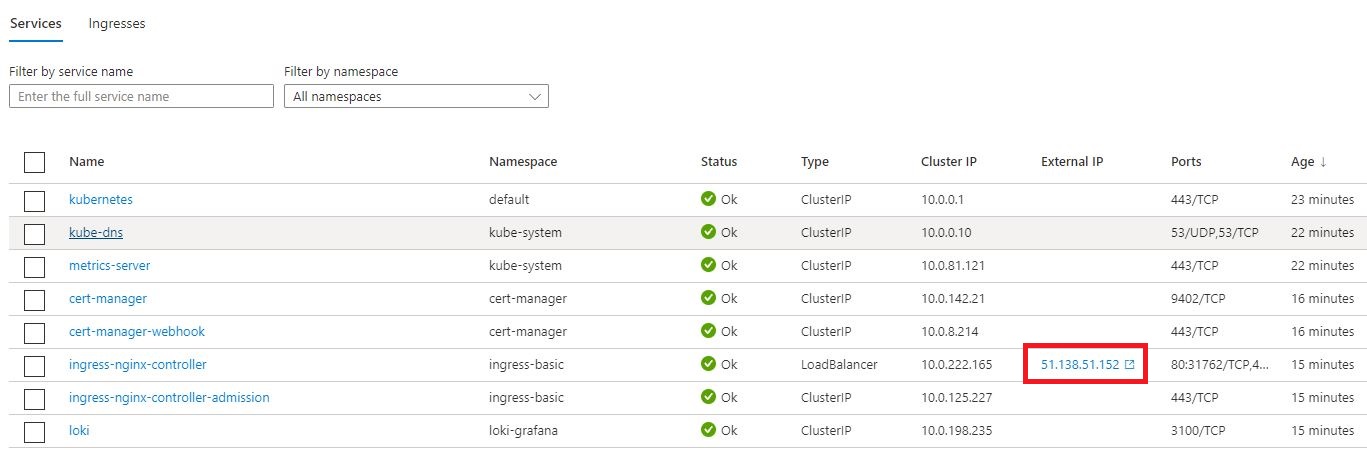 Services Ingresses
Filter by service name Filter by namespace
Enter the full service name All namespaces
Name Namespace Status Type Cluster IP External IP Ports Age ↓
kubernetes default Ok ClusterIP 10.0.0.1 443/TCP 23 minutes
kube-dns kube-system Ok ClusterIP 10.0.0.10 53/UDP,53/TCP 22 minutes
metrics-server kube-system Ok ClusterIP 10.0.81.121 443/TCP 22 minutes
cert-manager cert-manager Ok ClusterIP 10.0.142.21 9402/TCP 16 minutes
cert-manager-webhook cert-manager Ok ClusterIP 10.0.8.214 443/TCP 16 minutes
ingress-nginx-controller ingress-basic Ok LoadBalancer 10.0.222.165 51.138.51.152 80:31762/TCP,4... 15 minutes
ingress-nginx-controller-admission ingress-basic Ok ClusterIP 10.0.125.227 443/TCP 15 minutes
loki loki-grafana Ok ClusterIP 10.0.198.235 3100/TCP 15 minutes